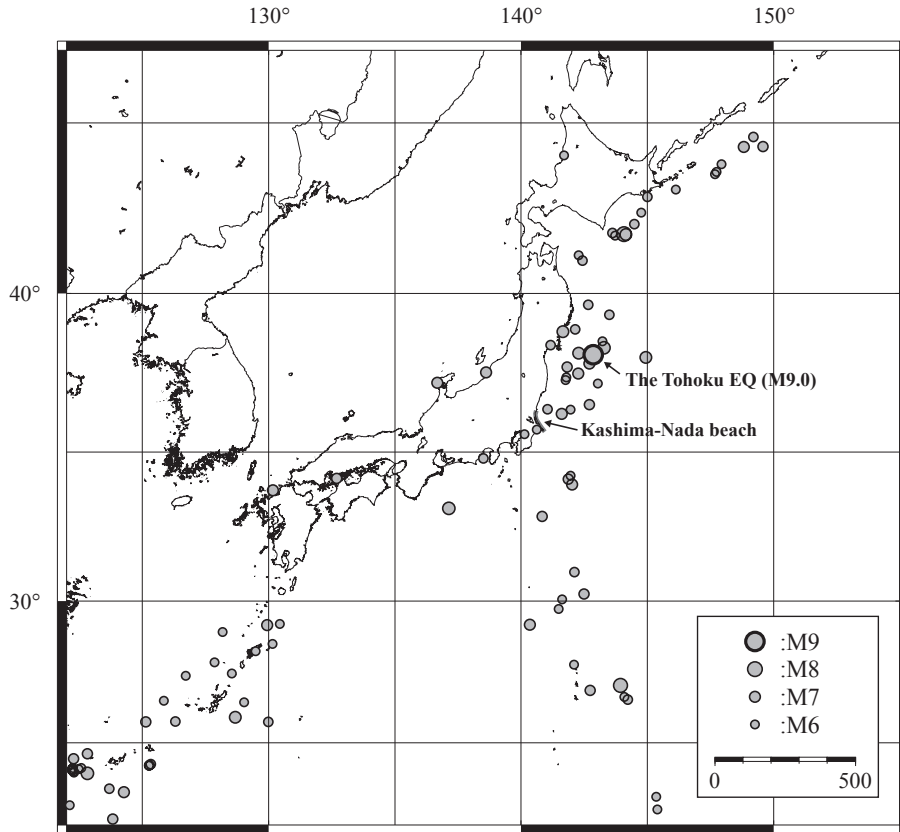 130° 140° 150°
40°
The Tohoku EQ (M9.0)
Kashima-Nada beach
30°
:M9
:M8
:M7
:M6
0 500